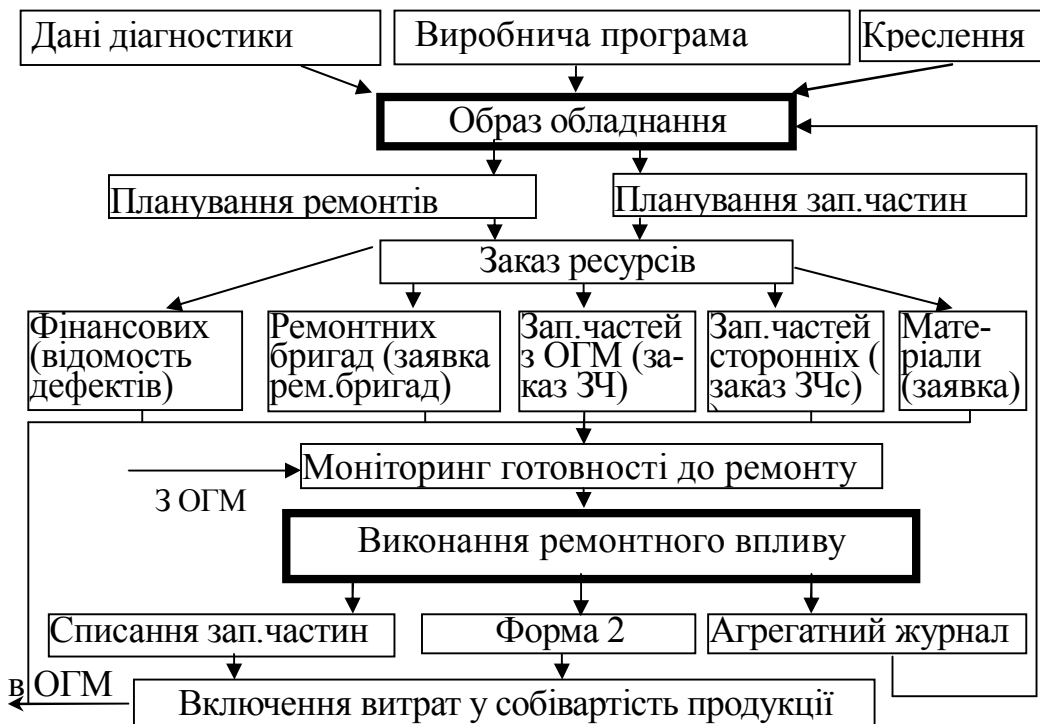 Дані діагностики
Виробнича програма
Креслення
Образ обладнання
Планування ремонтів
Планування зап.частин
Заказ ресурсів
Фінансових
(відомость
дефектів)
Ремонтних
бригад (заявка
рем.бригад)
Зап.частей
з ОГМ (за-
каз ЗЧ)
Зап.частей
сторонніх (
заказ ЗЧс)
)
Мате-
ріали
(заявка)
Моніторинг готовності до ремонту
З ОГМ
Виконання ремонтного впливу
Списання зап.частин
Форма 2
Агрегатний журнал
в ОГМ
Включення витрат у собівартість продукції